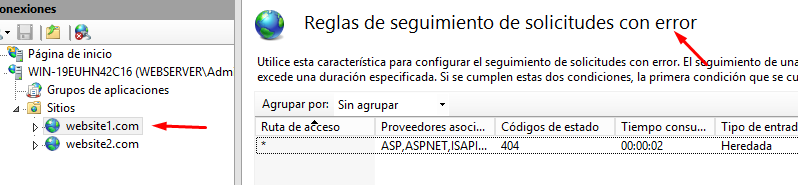 onexiones
Página de inicio
WIN-19EUHN42C16 (WEBSERVER\Adm
Grupos de aplicaciones
Sitios
website1.com
website2.com
Reglas de seguimiento de solicitudes con error
Utilice esta característica para configurar el seguimiento de solicitudes con error. El seguimiento de una
excede una duración especificada. Si se cumplen estas dos condiciones, la primera condición que se cu
Agrupar por: Sin agrupar
Ruta de acceso Proveedores asoci... Códigos de estado Tiempo consu... Tipo de entrad
* ASP,ASPNET,ISAPI... 404 00:00:02 Heredada